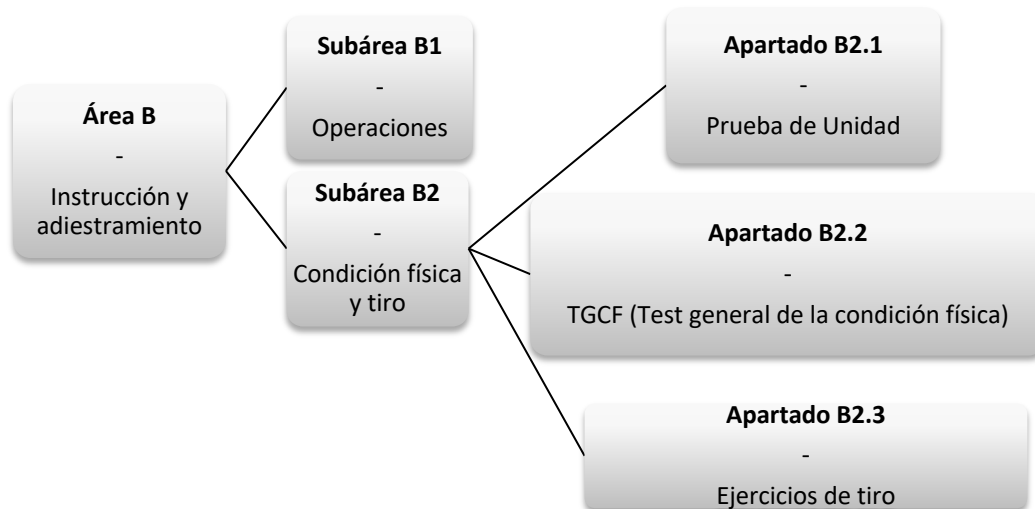 Área B
-
Instrucción y
adiestramiento
Subárea B1
-
Operaciones
Subárea B2
-
Condición física
y tiro
Apartado B2.1
-
Prueba de Unidad
Apartado B2.2
-
TGCF (Test general de la condición física)
Apartado B2.3
-
Ejercicios de tiro